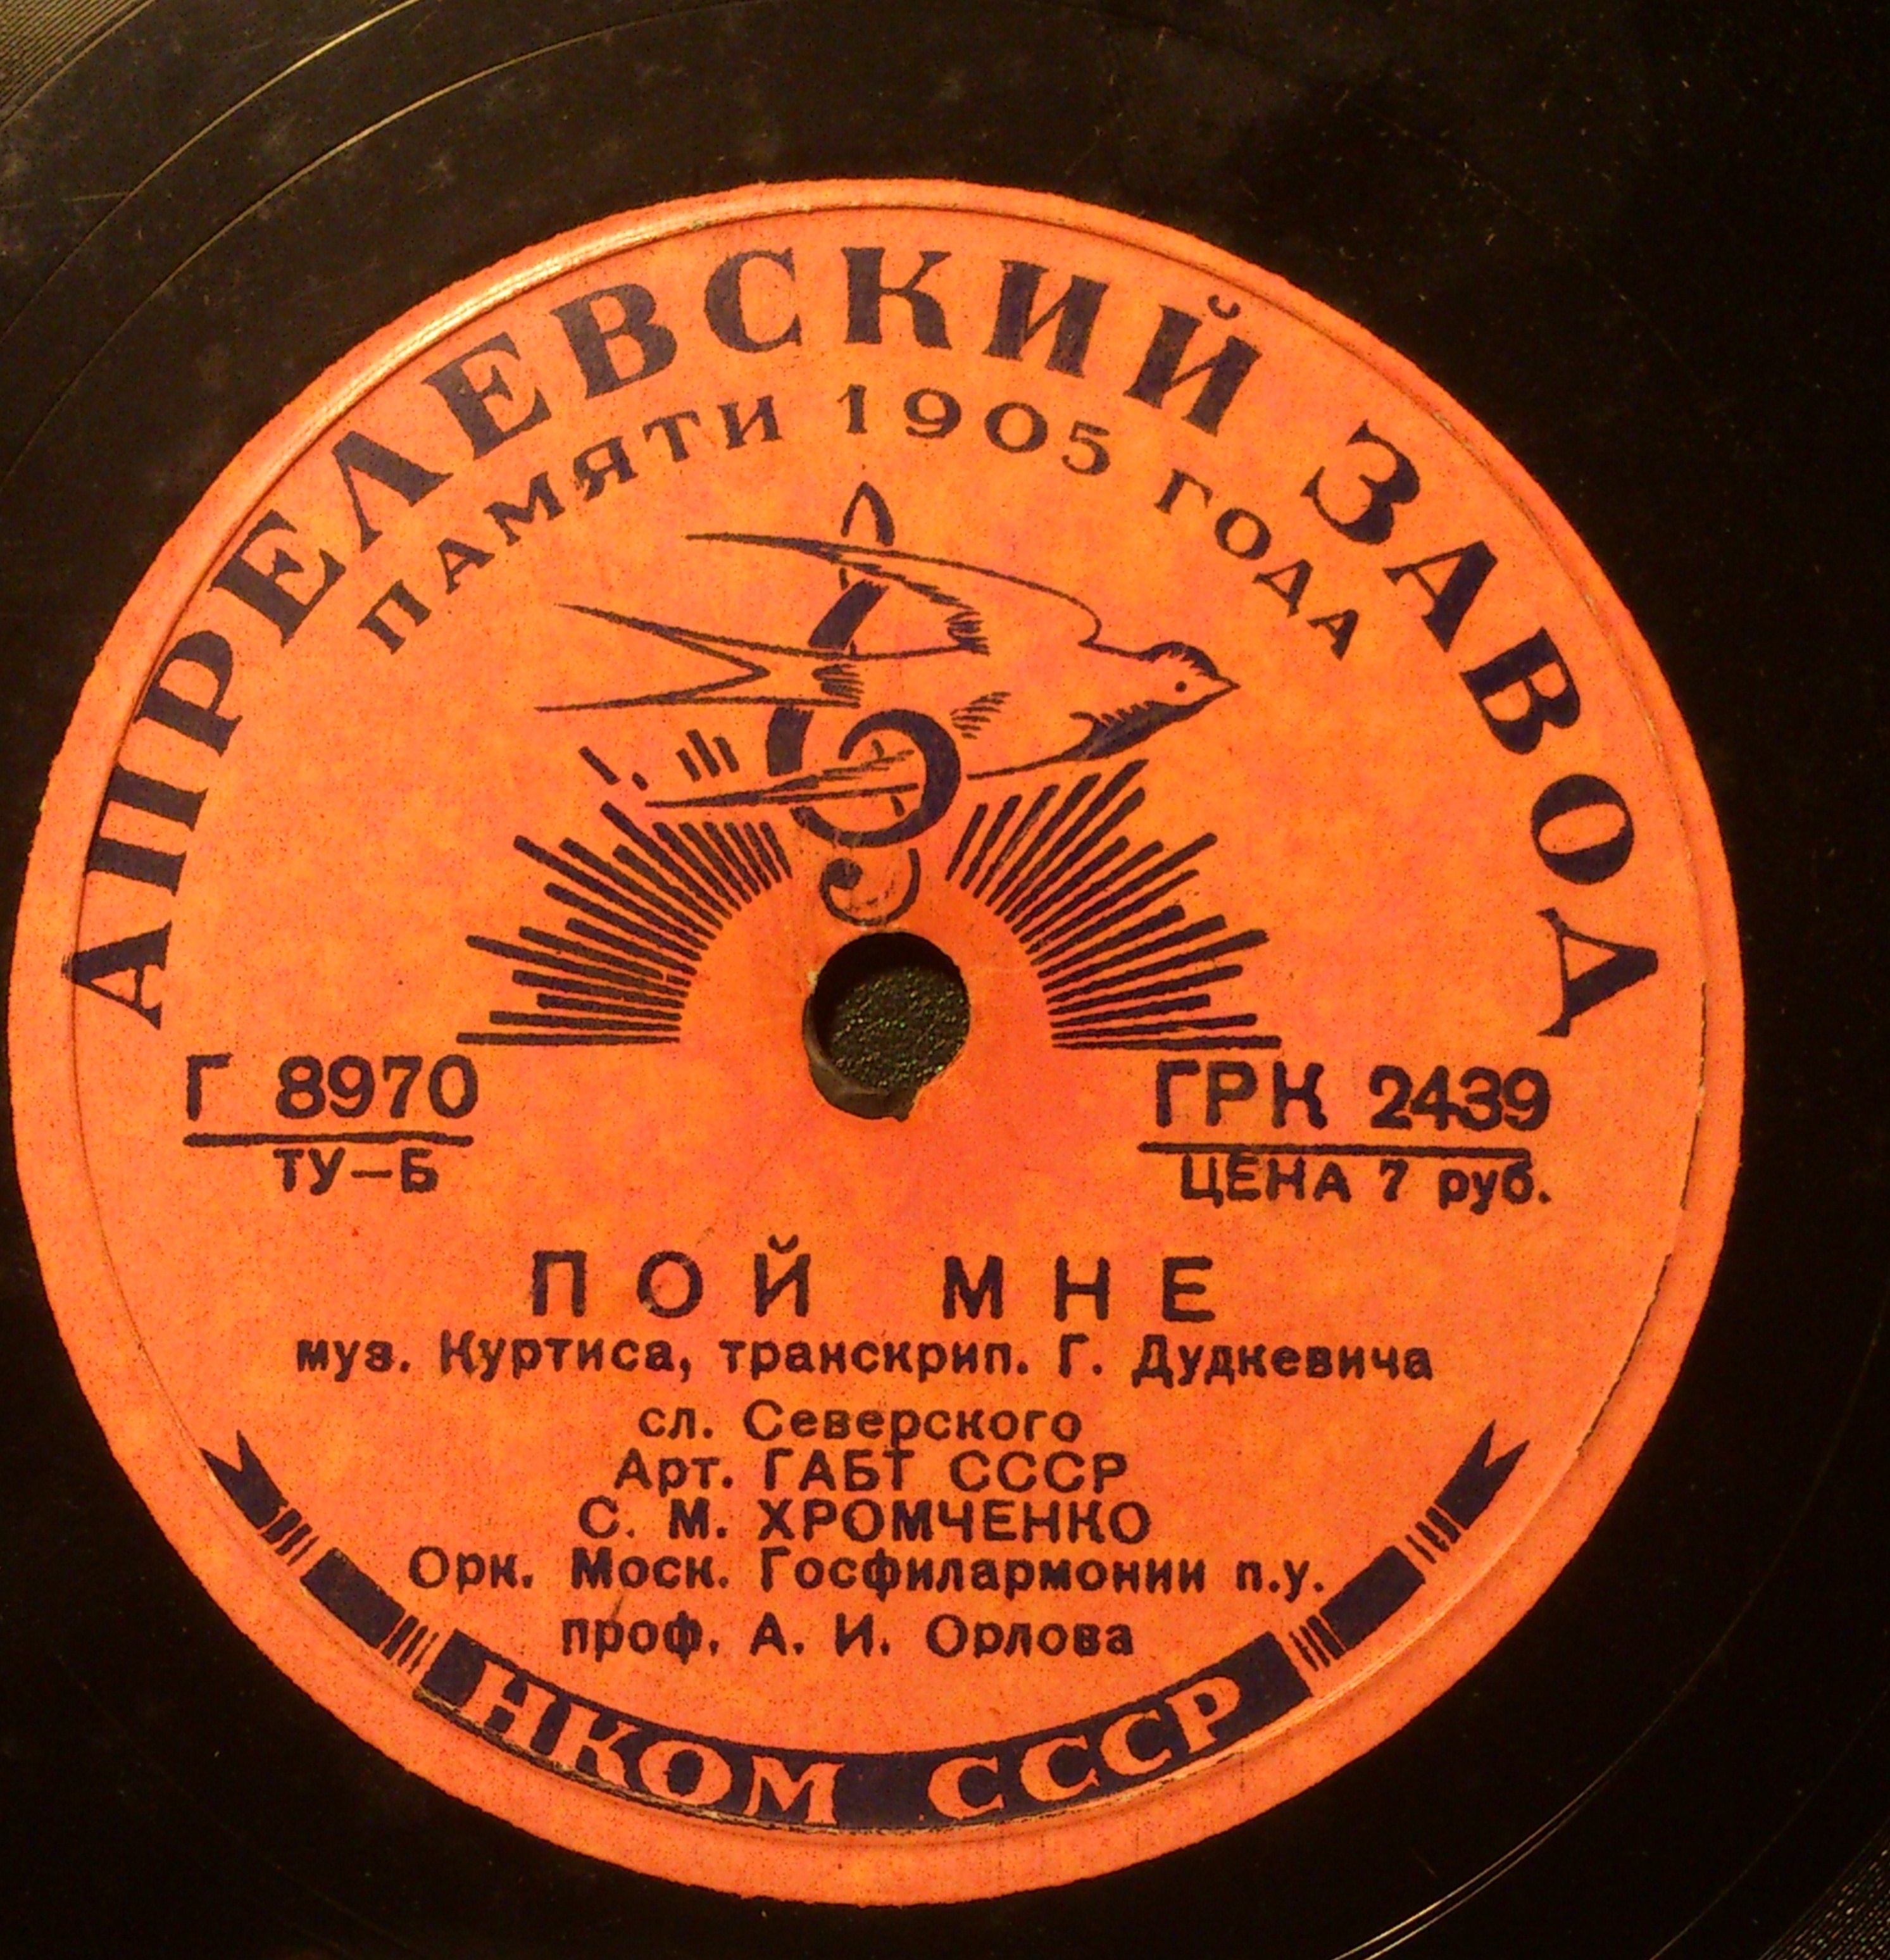 АПРЕЛЕВСКИЙ ЗАВОД
ПАМЯТИ 1905 ГОДА
Г 8970
ТУ-Б
ГРК 2439
ЦЕНА 7 руб.
ПОЙ МНЕ
муз. Куртиса, транскрип. Г. Дудкевича
сл. Северского
Арт. ГАБТ СССР
С. М. ХРОМЧЕНКО
Орк. Моск. Госфилармонии п.у.
проф. А. И. Орлова
НКОМ СССР